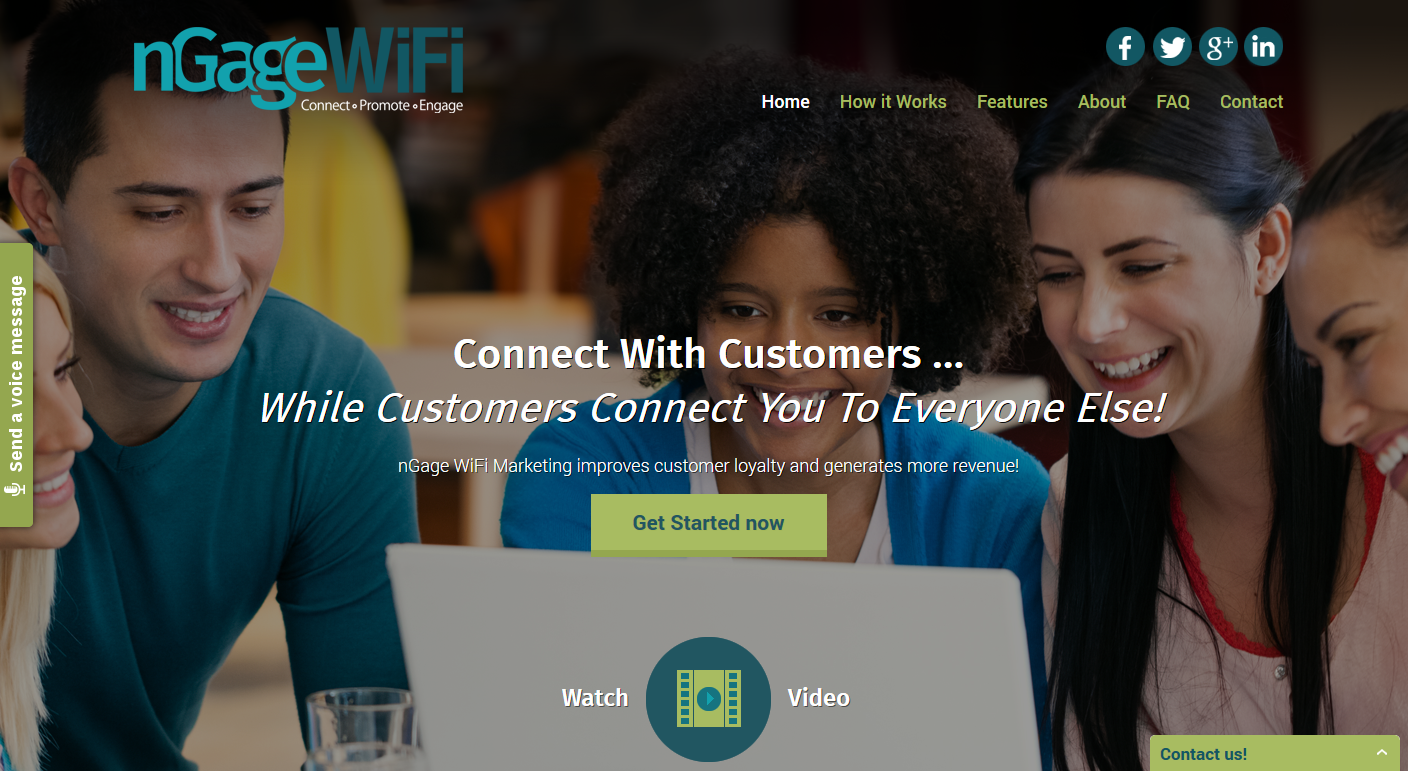 nGageWiFi
Connect • Promote • Engage
f
g+
in
Home How it Works Features About FAQ Contact
Send a voice message
Connect With Customers ...
While Customers Connect You To Everyone Else!
nGage WiFi Marketing improves customer loyalty and generates more revenue!
Get Started now
Watch Video
Contact us!